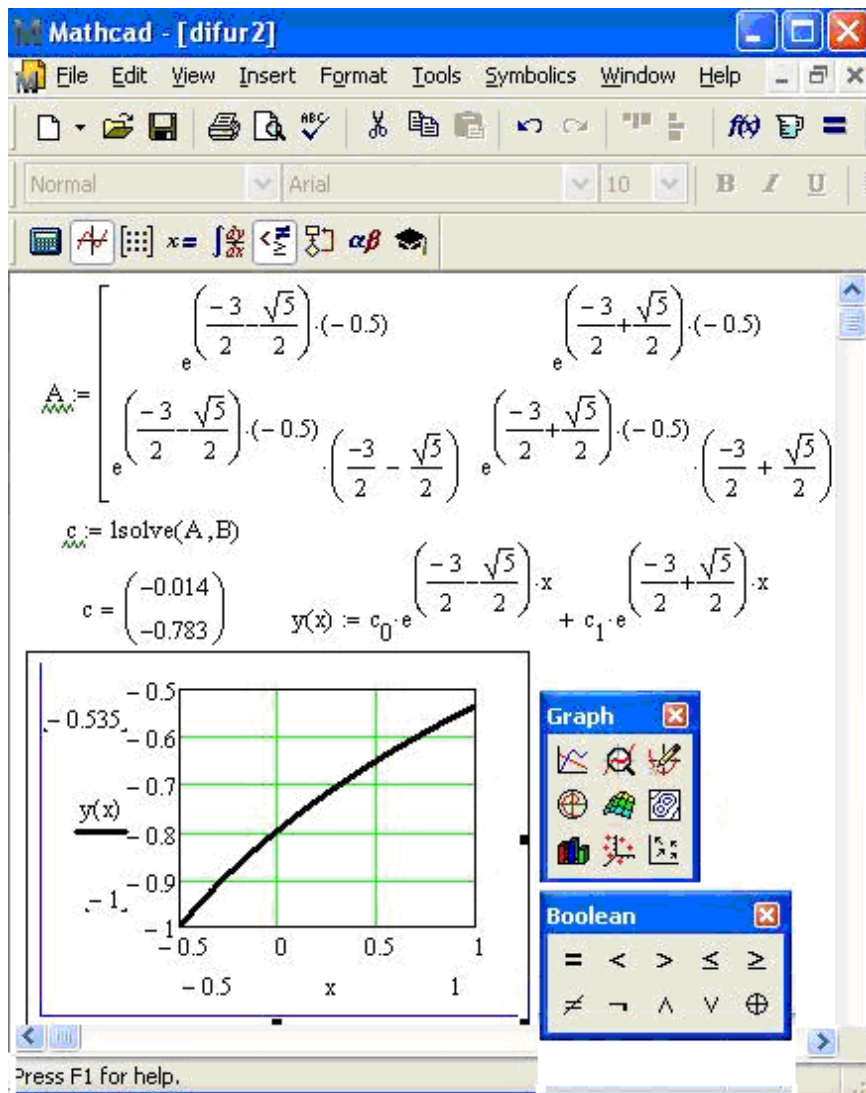 Mathcad - [difur2]
File Edit View Insert Format Tools Symbolics Window Help
Normal Arial 10 B I U
x= αβ
A := [ e^((-3/2 - √5/2)·(-0.5)) e^((-3/2 + √5/2)·(-0.5))
e^((-3/2 - √5/2)·(-0.5))·(-3/2 - √5/2) e^((-3/2 + √5/2)·(-0.5))·(-3/2 + √5/2)
c := lsolve(A,B)
c = (-0.014 -0.783) y(x) := c0·e^((-3/2 - √5/2)·x) + c1·e^((-3/2 + √5/2)·x)
-0.535
y(x)
-1
-0.5
-0.6
-0.7
-0.8
-0.9
-1
-0.5 0 0.5 1
-0.5 x 1
Graph
Boolean
= < > ≤ ≥
≠ ¬ ∧ ∨ ⊕
Press F1 for help.